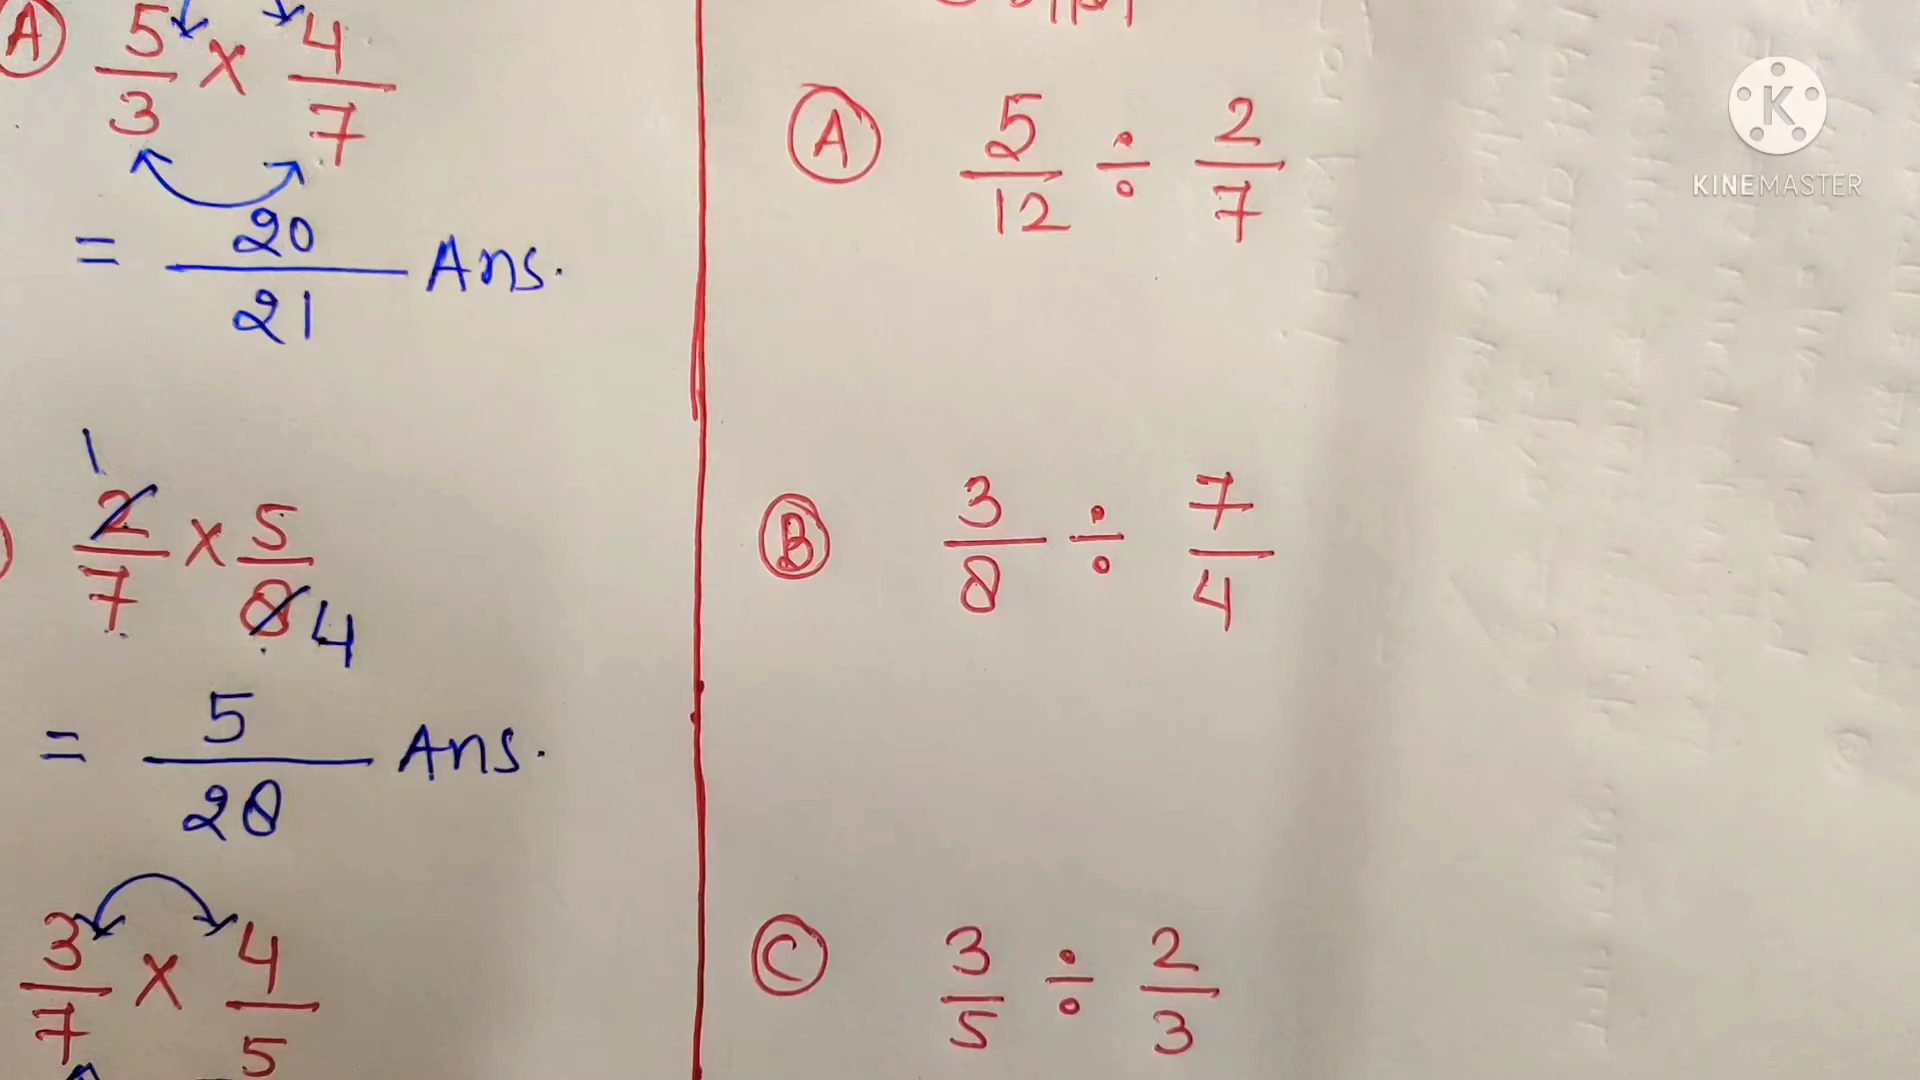 A 5/3 × 4/7
= 20/21 Ans.
1
2/7 × 5/8 4
= 5/28 Ans.
3/7 × 4/5
A 5/12 ÷ 2/7
B 3/8 ÷ 7/4
C 3/5 ÷ 2/3
K
KINEMASTER